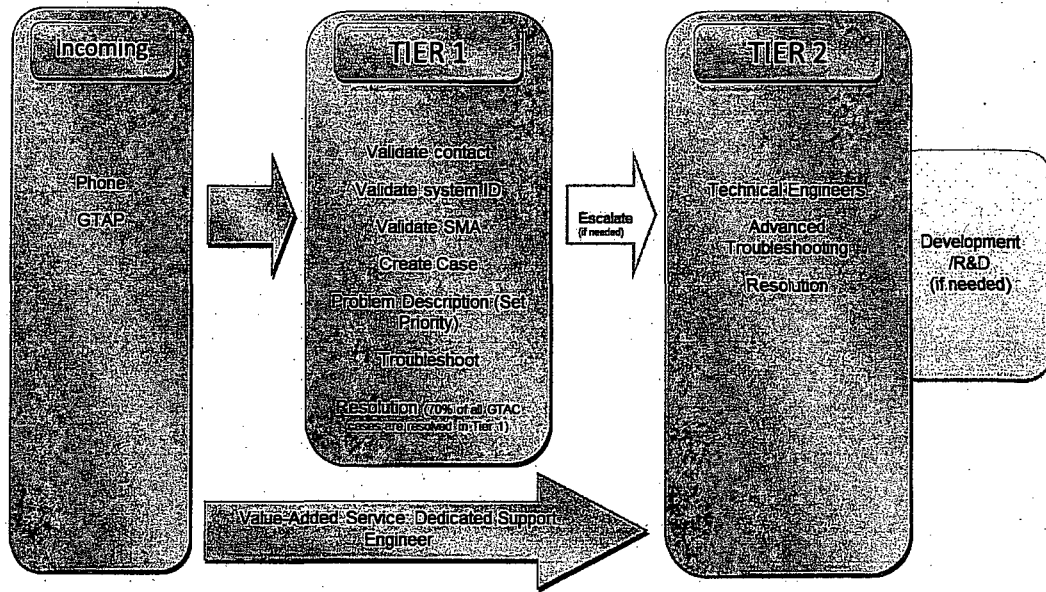 Incoming
Phone
GTAP
TIER 1
Validate contact
Validate system ID
Validate SMA
Create Case
Problem Description (Set
Priority)
Troubleshoot
Resolution (70% of all GTAC
cases are resolved in Tier 1)
Escalate
(if needed)
TIER 2
Technical Engineers
Advanced
Troubleshooting
Resolution
Development
/R&D
(if needed)
Value-Added Service: Dedicated Support
Engineer